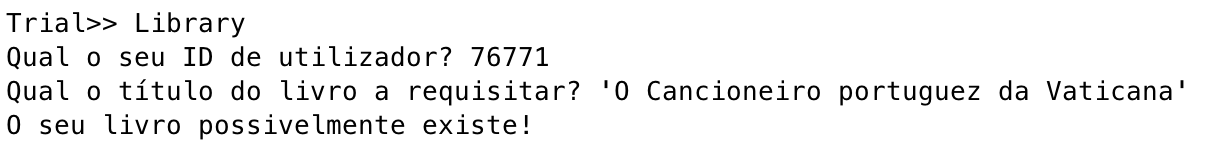 Trial>> Library
Qual o seu ID de utilizador? 76771
Qual o título do livro a requisitar? 'O Cancioneiro portuguez da Vaticana'
O seu livro possivelmente existe!